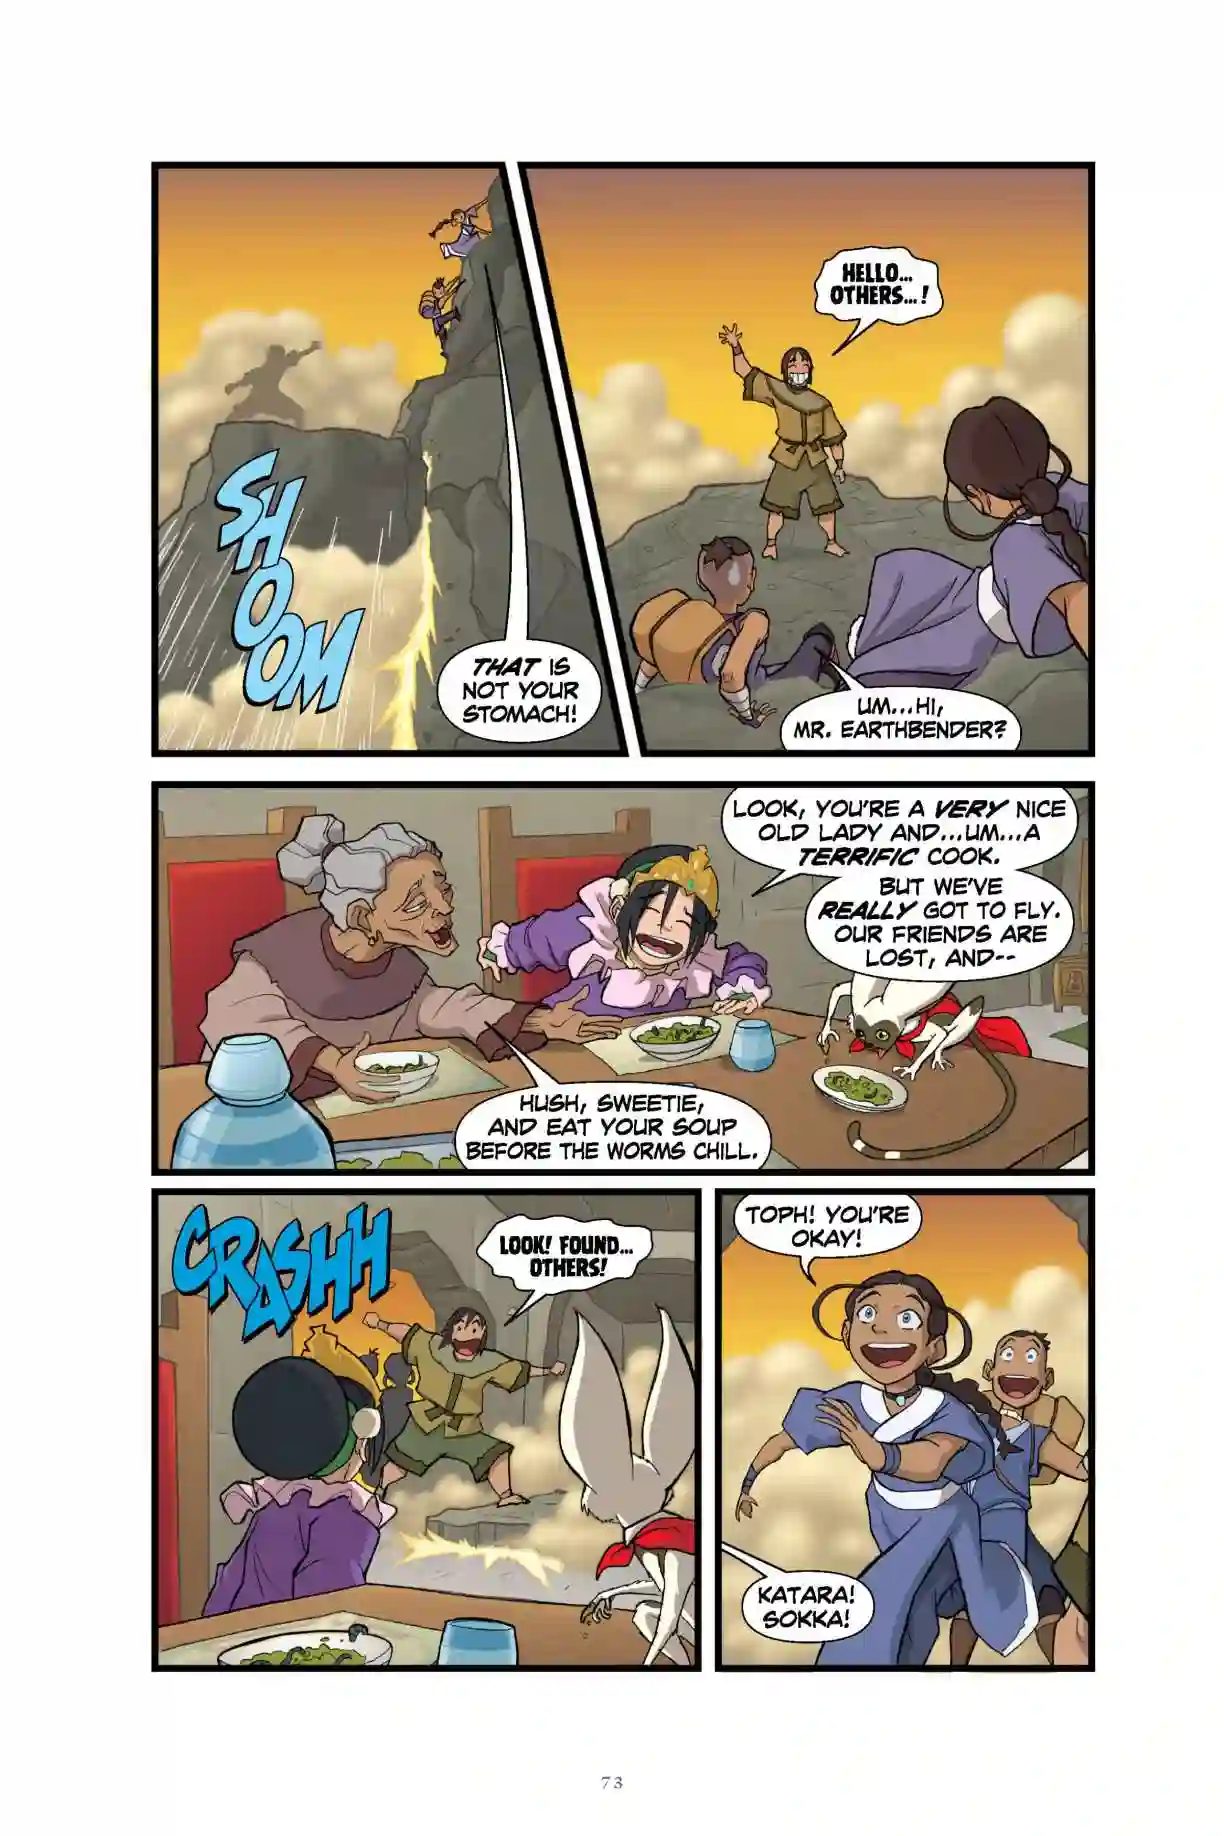 SHOOM
THAT IS
NOT YOUR
STOMACH!
HELLO...
OTHERS...!
UM...HI,
MR. EARTHBENDER?
LOOK, YOU'RE A VERY NICE
OLD LADY AND...UM...A
TERRIFIC COOK.
BUT WE'VE
REALLY GOT TO FLY.
OUR FRIENDS ARE
LOST, AND--
HUSH, SWEETIE,
AND EAT YOUR SOUP
BEFORE THE WORMS CHILL.
CRASHH
LOOK! FOUND...
OTHERS!
TOPH! YOU'RE
OKAY!
KATARA!
SOKKA!
73